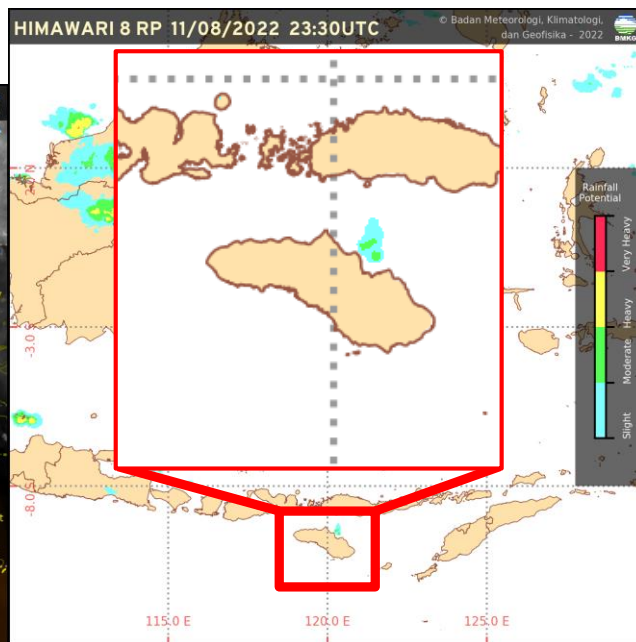 HIMAWARI 8 RP 11/08/2022 23:30UTC
© Badan Meteorologi, Klimatologi,
dan Geofisika - 2022
BMKG
Rainfall
Potential
Very Heavy
Heavy
Moderate
Slight
-3.0
-8.0
115.0 E
120.0 E
125.0 E